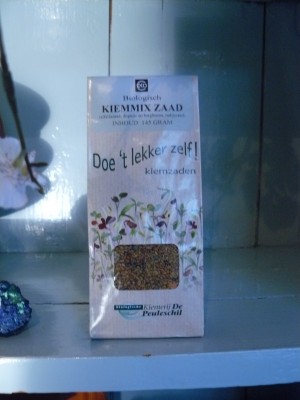 Biologisch
KIEMMIX ZAAD
INHOUD: 145 GRAM
Doe 't lekker zelf!
kiemzaden
Kiemerij De
Peuleschil